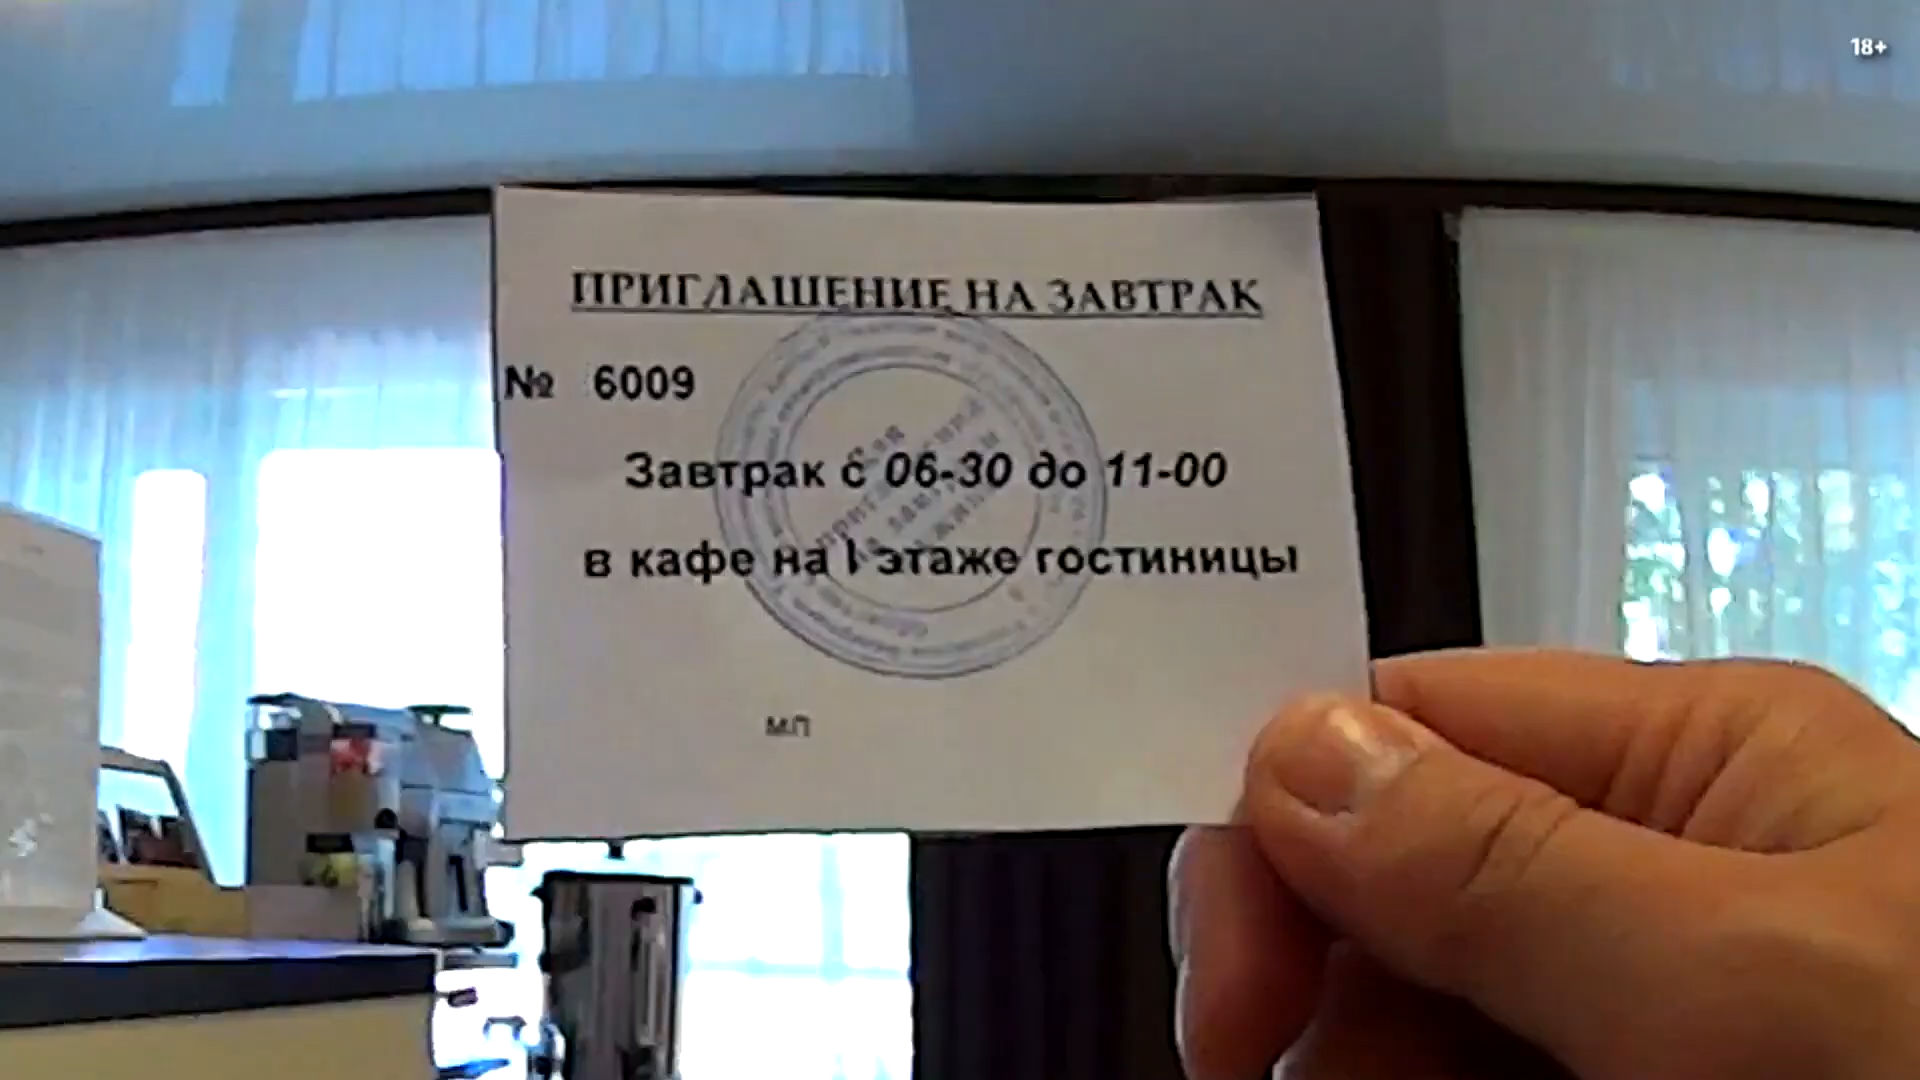 18+
ПРИГЛАШЕНИЕ НА ЗАВТРАК
№ 6009
Завтрак с 06-30 до 11-00
в кафе на I этаже гостиницы
МП